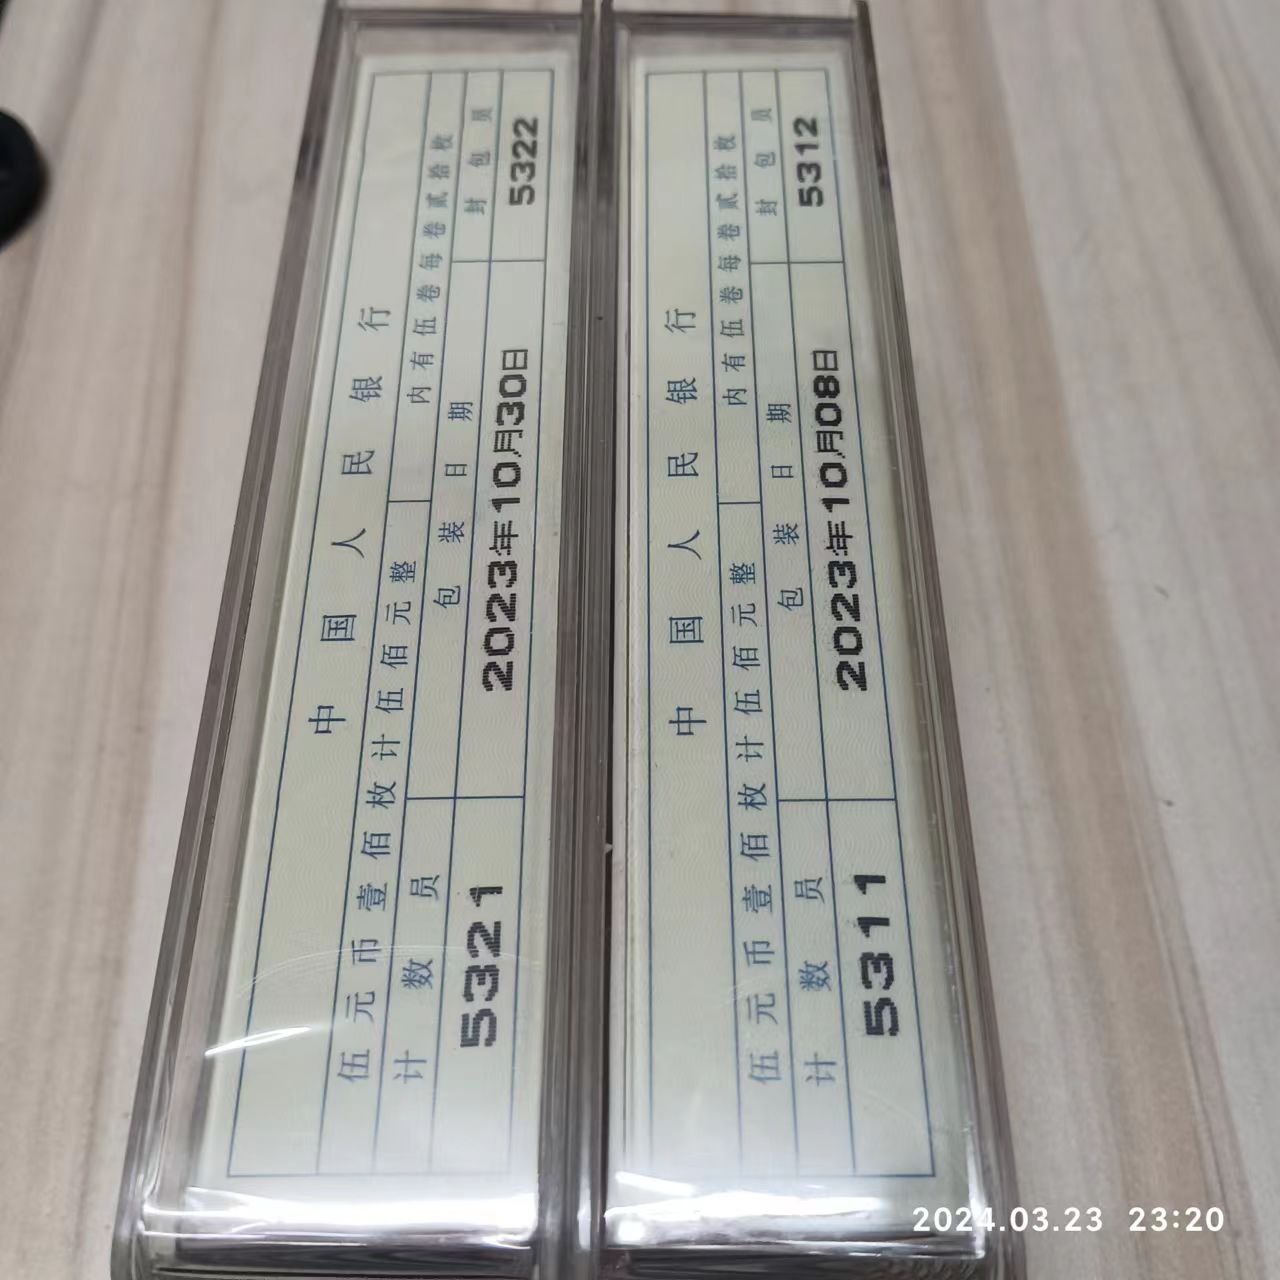 中国人民银行
伍元币壹佰枚计伍佰元整 内有伍卷每卷贰拾枚
计数员 包装日期 封包员
5321 2023年10月30日 5322
中国人民银行
伍元币壹佰枚计伍佰元整 内有伍卷每卷贰拾枚
计数员 包装日期 封包员
5311 2023年10月08日 5312
2024.03.23 23:20